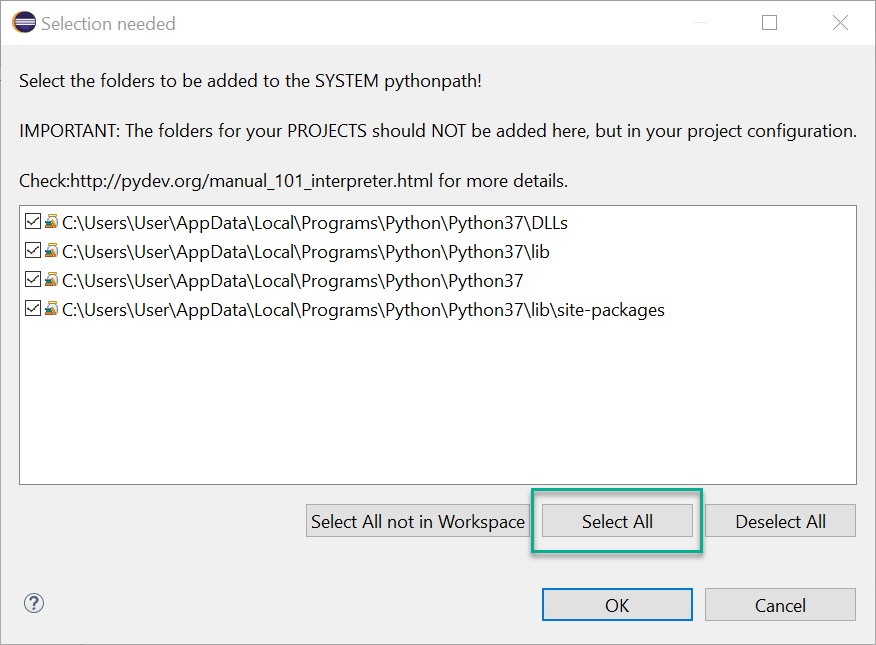 Selection needed
Select the folders to be added to the SYSTEM pythonpath!
IMPORTANT: The folders for your PROJECTS should NOT be added here, but in your project configuration.
Check:http://pydev.org/manual_101_interpreter.html for more details.
C:\Users\User\AppData\Local\Programs\Python\Python37\DLLs
C:\Users\User\AppData\Local\Programs\Python\Python37\lib
C:\Users\User\AppData\Local\Programs\Python\Python37
C:\Users\User\AppData\Local\Programs\Python\Python37\lib\site-packages
Select All not in Workspace Select All Deselect All
? OK Cancel